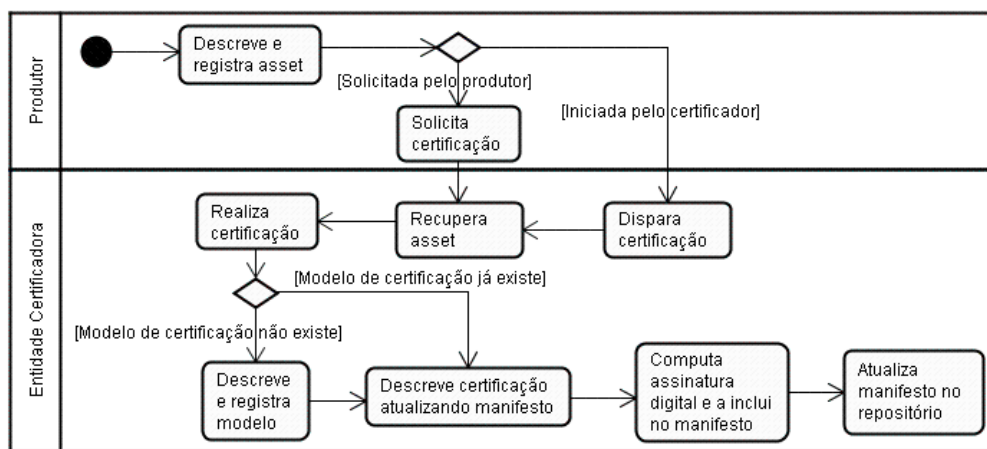 Produtor
Descreve e
registra asset
[Solicitada pelo produtor]
[Iniciada pelo certificador]
Solicita
certificação
Entidade Certificadora
Realiza
certificação
Recupera
asset
Dispara
certificação
[Modelo de certificação já existe]
[Modelo de certificação não existe]
Descreve
e registra
modelo
Descreve certificação
atualizando manifesto
Computa
assinatura
digital e a inclui
no manifesto
Atualiza
manifesto no
repositório